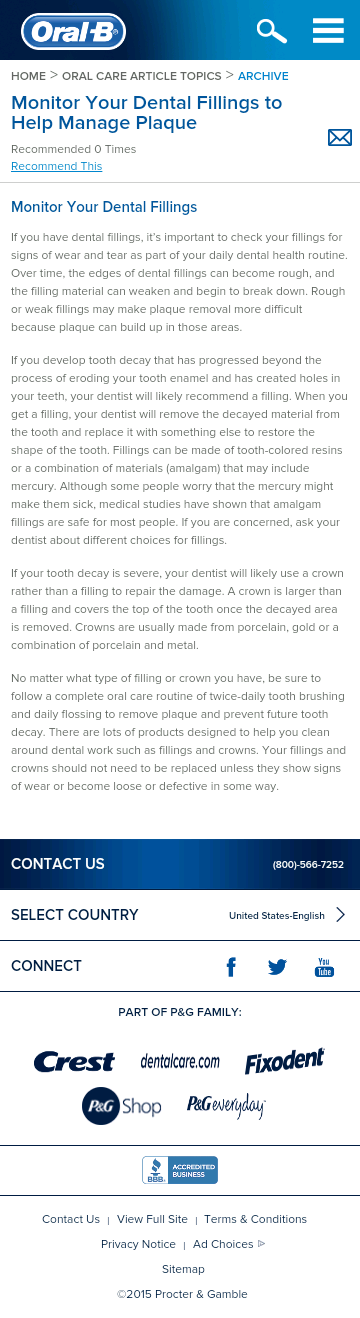 Oral-B
HOME > ORAL CARE ARTICLE TOPICS > ARCHIVE
Monitor Your Dental Fillings to
Help Manage Plaque
Recommended 0 Times
Recommend This
Monitor Your Dental Fillings
If you have dental fillings, it's important to check your fillings for
signs of wear and tear as part of your daily dental health routine.
Over time, the edges of dental fillings can become rough, and
the filling material can weaken and begin to break down. Rough
or weak fillings may make plaque removal more difficult
because plaque can build up in those areas.
If you develop tooth decay that has progressed beyond the
process of eroding your tooth enamel and has created holes in
your teeth, your dentist will likely recommend a filling. When you
get a filling, your dentist will remove the decayed material from
the tooth and replace it with something else to restore the
shape of the tooth. Fillings can be made of tooth-colored resins
or a combination of materials (amalgam) that may include
mercury. Although some people worry that the mercury might
make them sick, medical studies have shown that amalgam
fillings are safe for most people. If you are concerned, ask your
dentist about different choices for fillings.
If your tooth decay is severe, your dentist will likely use a crown
rather than a filling to repair the damage. A crown is larger than
a filling and covers the top of the tooth once the decayed area
is removed. Crowns are usually made from porcelain, gold or a
combination of porcelain and metal.
No matter what type of filling or crown you have, be sure to
follow a complete oral care routine of twice-daily tooth brushing
and daily flossing to remove plaque and prevent future tooth
decay. There are lots of products designed to help you clean
around dental work such as fillings and crowns. Your fillings and
crowns should not need to be replaced unless they show signs
of wear or become loose or defective in some way.
CONTACT US (800)-566-7252
SELECT COUNTRY United States-English
CONNECT You Tube
PART OF P&G FAMILY:
Crest dentalcare.com Fixodent
P&G Shop P&G everyday
BBB ACCREDITED
BUSINESS
Contact Us | View Full Site | Terms & Conditions
Privacy Notice | Ad Choices
Sitemap
©2015 Procter & Gamble